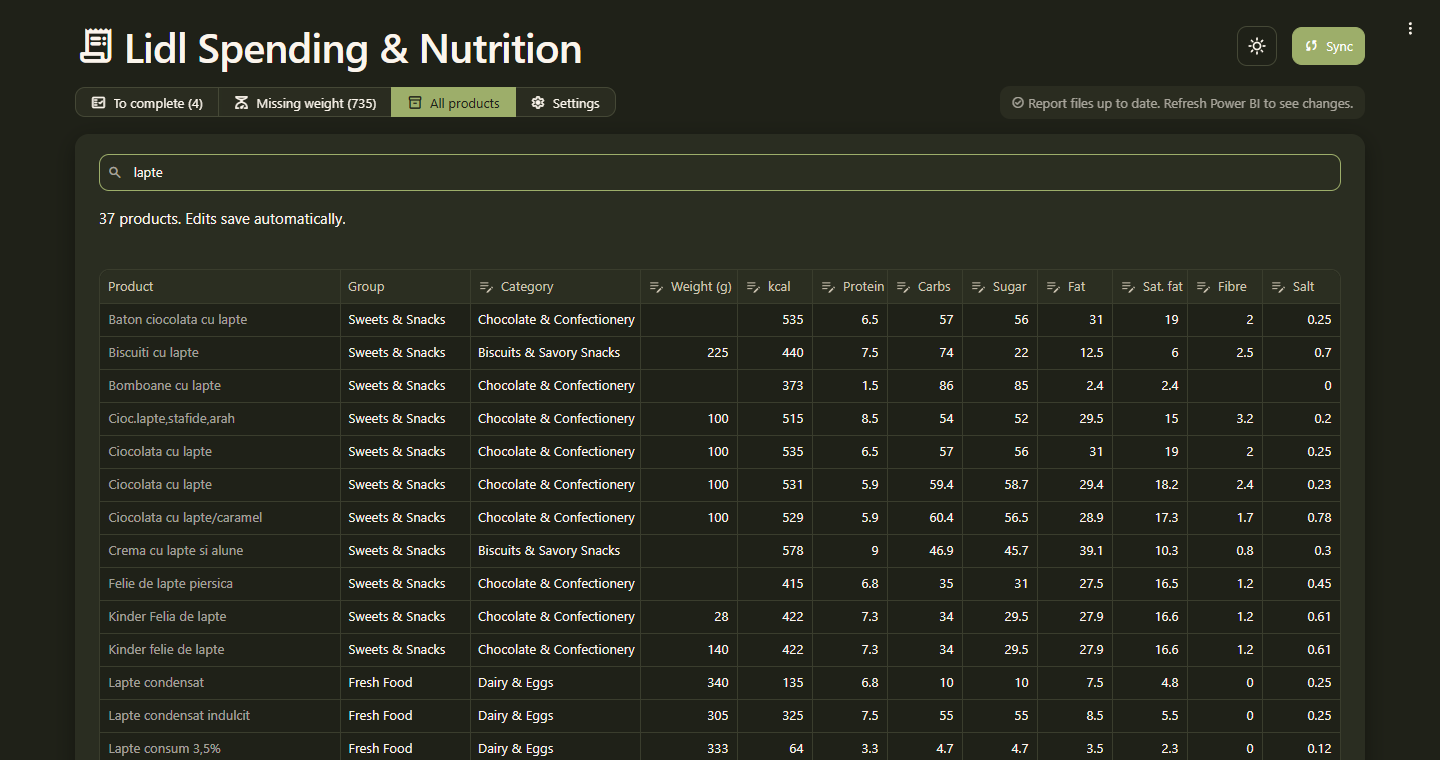 Lidl Spending & Nutrition
Sync
To complete (4) Missing weight (735) All products Settings
Report files up to date. Refresh Power BI to see changes.
lapte
37 products. Edits save automatically.
Product Group Category Weight (g) kcal Protein Carbs Sugar Fat Sat. fat Fibre Salt
Baton ciocolata cu lapte Sweets & Snacks Chocolate & Confectionery 535 6.5 57 56 31 19 2 0.25
Biscuiti cu lapte Sweets & Snacks Biscuits & Savory Snacks 225 440 7.5 74 22 12.5 6 2.5 0.7
Bomboane cu lapte Sweets & Snacks Chocolate & Confectionery 373 1.5 86 85 2.4 2.4 0
Cioc.lapte,stafide,arah Sweets & Snacks Chocolate & Confectionery 100 515 8.5 54 52 29.5 15 3.2 0.2
Ciocolata cu lapte Sweets & Snacks Chocolate & Confectionery 100 535 6.5 57 56 31 19 2 0.25
Ciocolata cu lapte Sweets & Snacks Chocolate & Confectionery 100 531 5.9 59.4 58.7 29.4 18.2 2.4 0.23
Ciocolata cu lapte/caramel Sweets & Snacks Chocolate & Confectionery 100 529 5.9 60.4 56.5 28.9 17.3 1.7 0.78
Crema cu lapte si alune Sweets & Snacks Biscuits & Savory Snacks 578 9 46.9 45.7 39.1 10.3 0.8 0.3
Felie de lapte piersica Sweets & Snacks Chocolate & Confectionery 415 6.8 35 31 27.5 16.5 1.2 0.45
Kinder Felia de lapte Sweets & Snacks Chocolate & Confectionery 28 422 7.3 34 29.5 27.9 16.6 1.2 0.61
Kinder felie de lapte Sweets & Snacks Chocolate & Confectionery 140 422 7.3 34 29.5 27.9 16.6 1.2 0.61
Lapte condensat Fresh Food Dairy & Eggs 340 135 6.8 10 10 7.5 4.8 0 0.25
Lapte condensat indulcit Fresh Food Dairy & Eggs 305 325 7.5 55 55 8.5 5.5 0 0.25
Lapte consum 3,5% Fresh Food Dairy & Eggs 333 64 3.3 4.7 4.7 3.5 2.3 0 0.12